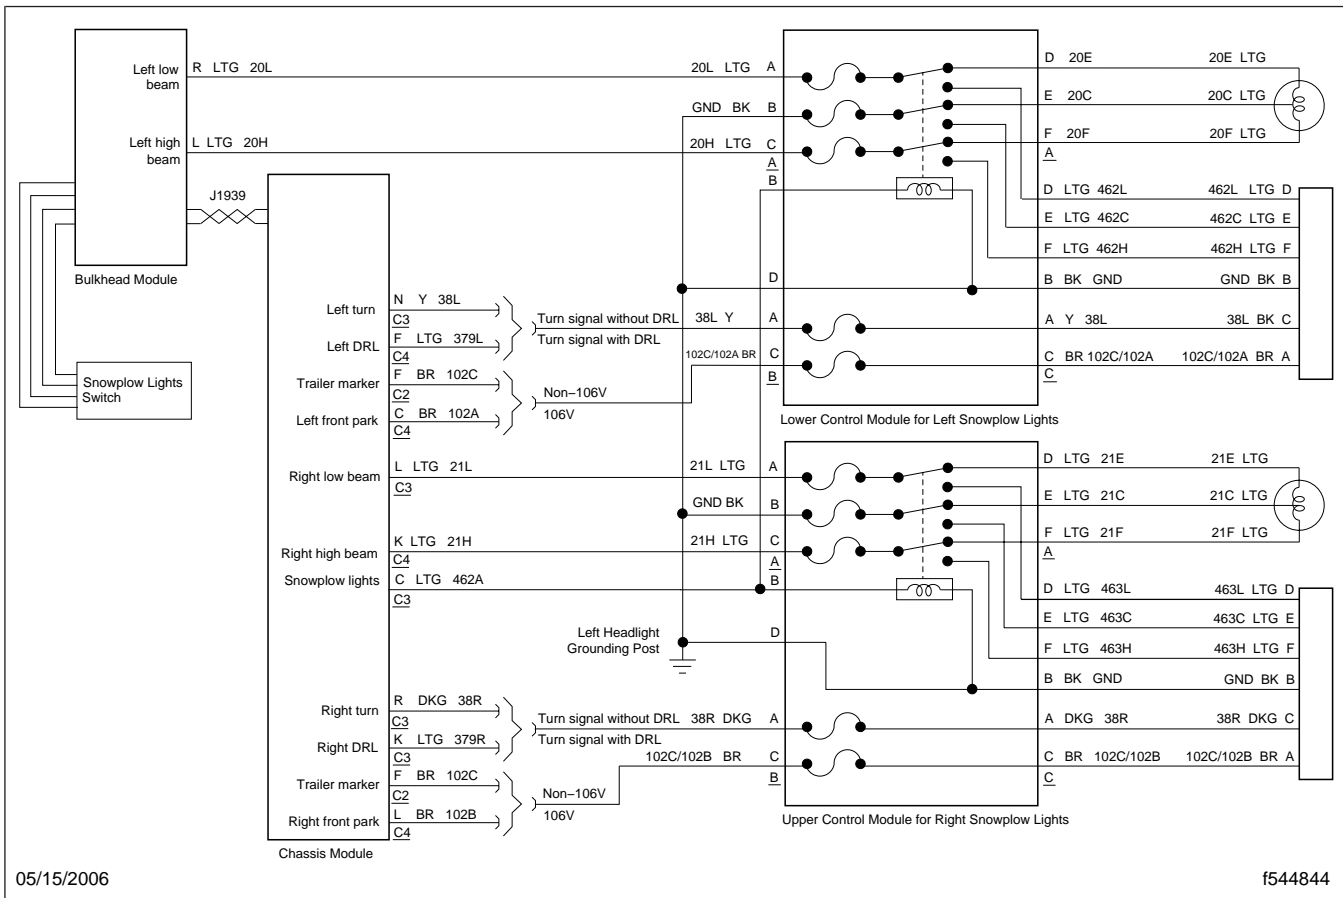 Left low beam
R LTG 20L
Left high beam
L LTG 20H
Bulkhead Module
J1939
Snowplow Lights Switch
Left turn
N Y 38L
C3
Left DRL
F LTG 379L
C4
Trailer marker
F BR 102C
C2
Left front park
C BR 102A
C4
Right low beam
L LTG 21L
C3
Right high beam
K LTG 21H
C4
Snowplow lights
C LTG 462A
C3
Right turn
R DKG 38R
C3
Right DRL
K LTG 379R
C3
Trailer marker
F BR 102C
C2
Right front park
L BR 102B
C4
Chassis Module
Turn signal without DRL
Turn signal with DRL
Non–106V
106V
Left Headlight
Grounding Post
Turn signal without DRL
Turn signal with DRL
Non–106V
106V
20L LTG A
GND BK B
20H LTG C
A
B
D
38L Y A
102C/102A BR C
B
D 20E 20E LTG
E 20C 20C LTG
F 20F 20F LTG
A
D LTG 462L 462L LTG D
E LTG 462C 462C LTG E
F LTG 462H 462H LTG F
B BK GND GND BK B
A Y 38L 38L BK C
C BR 102C/102A 102C/102A BR A
C
Lower Control Module for Left Snowplow Lights
21L LTG A
GND BK B
21H LTG C
A
B
D
38R DKG A
102C/102B BR C
B
D LTG 21E 21E LTG
E LTG 21C 21C LTG
F LTG 21F 21F LTG
A
D LTG 463L 463L LTG D
E LTG 463C 463C LTG E
F LTG 463H 463H LTG F
B BK GND GND BK B
A DKG 38R 38R DKG C
C BR 102C/102B 102C/102B BR A
C
Upper Control Module for Right Snowplow Lights
05/15/2006
f544844